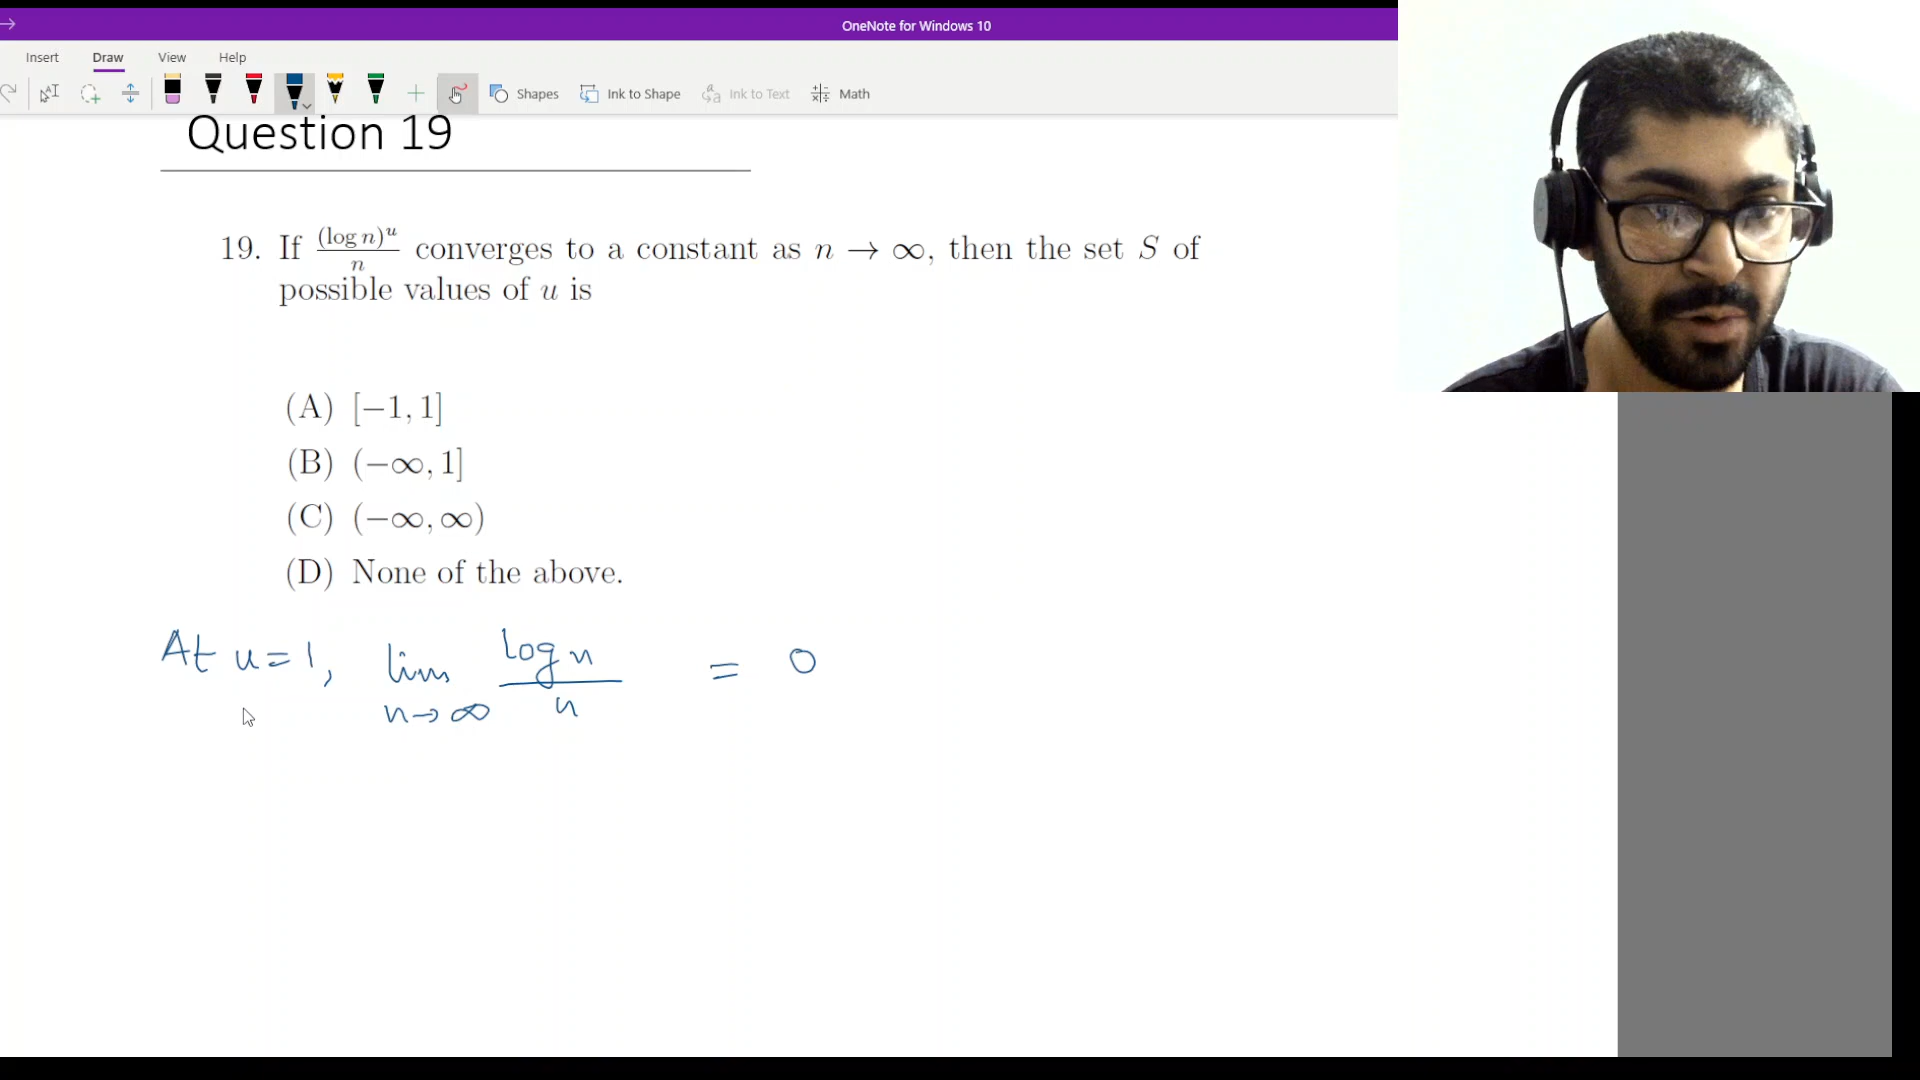 OneNote for Windows 10
Insert Draw View Help
Shapes Ink to Shape Ink to Text Math
Question 19
19. If (log n)^u / n converges to a constant as n → ∞, then the set S of
possible values of u is
(A) [−1, 1]
(B) (−∞, 1]
(C) (−∞, ∞)
(D) None of the above.
At u=1, lim n→∞ log n / n = 0